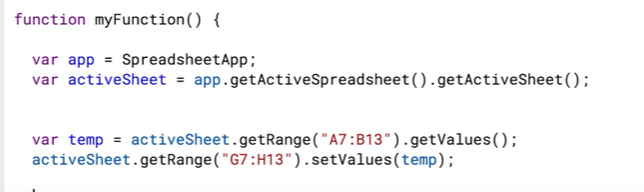 function myFunction() {
var app = SpreadsheetApp;
var activeSheet = app.getActiveSpreadsheet().getActiveSheet();
var temp = activeSheet.getRange("A7:B13").getValues();
activeSheet.getRange("G7:H13").setValues(temp);